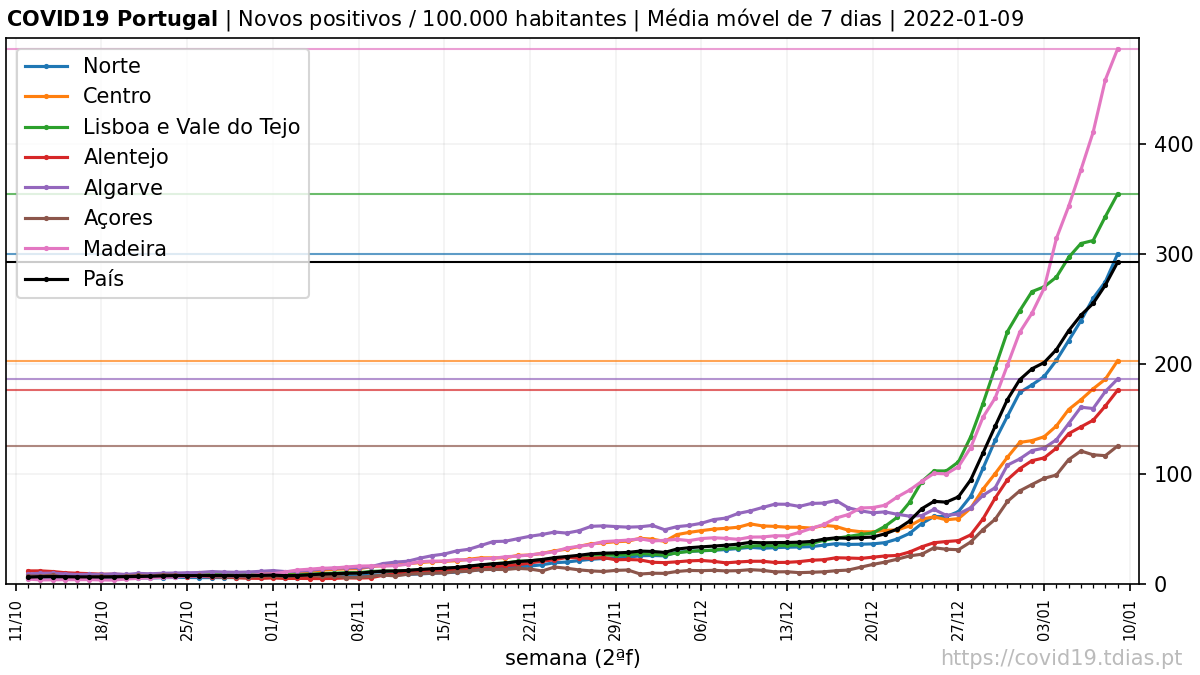 COVID19 Portugal | Novos positivos / 100.000 habitantes | Média móvel de 7 dias | 2022-01-09
Norte
Centro
Lisboa e Vale do Tejo
Alentejo
Algarve
Açores
Madeira
País
400
300
200
100
0
11/10
18/10
25/10
01/11
08/11
15/11
22/11
29/11
06/12
13/12
20/12
27/12
03/01
10/01
semana (2ªf)
https://covid19.tdias.pt